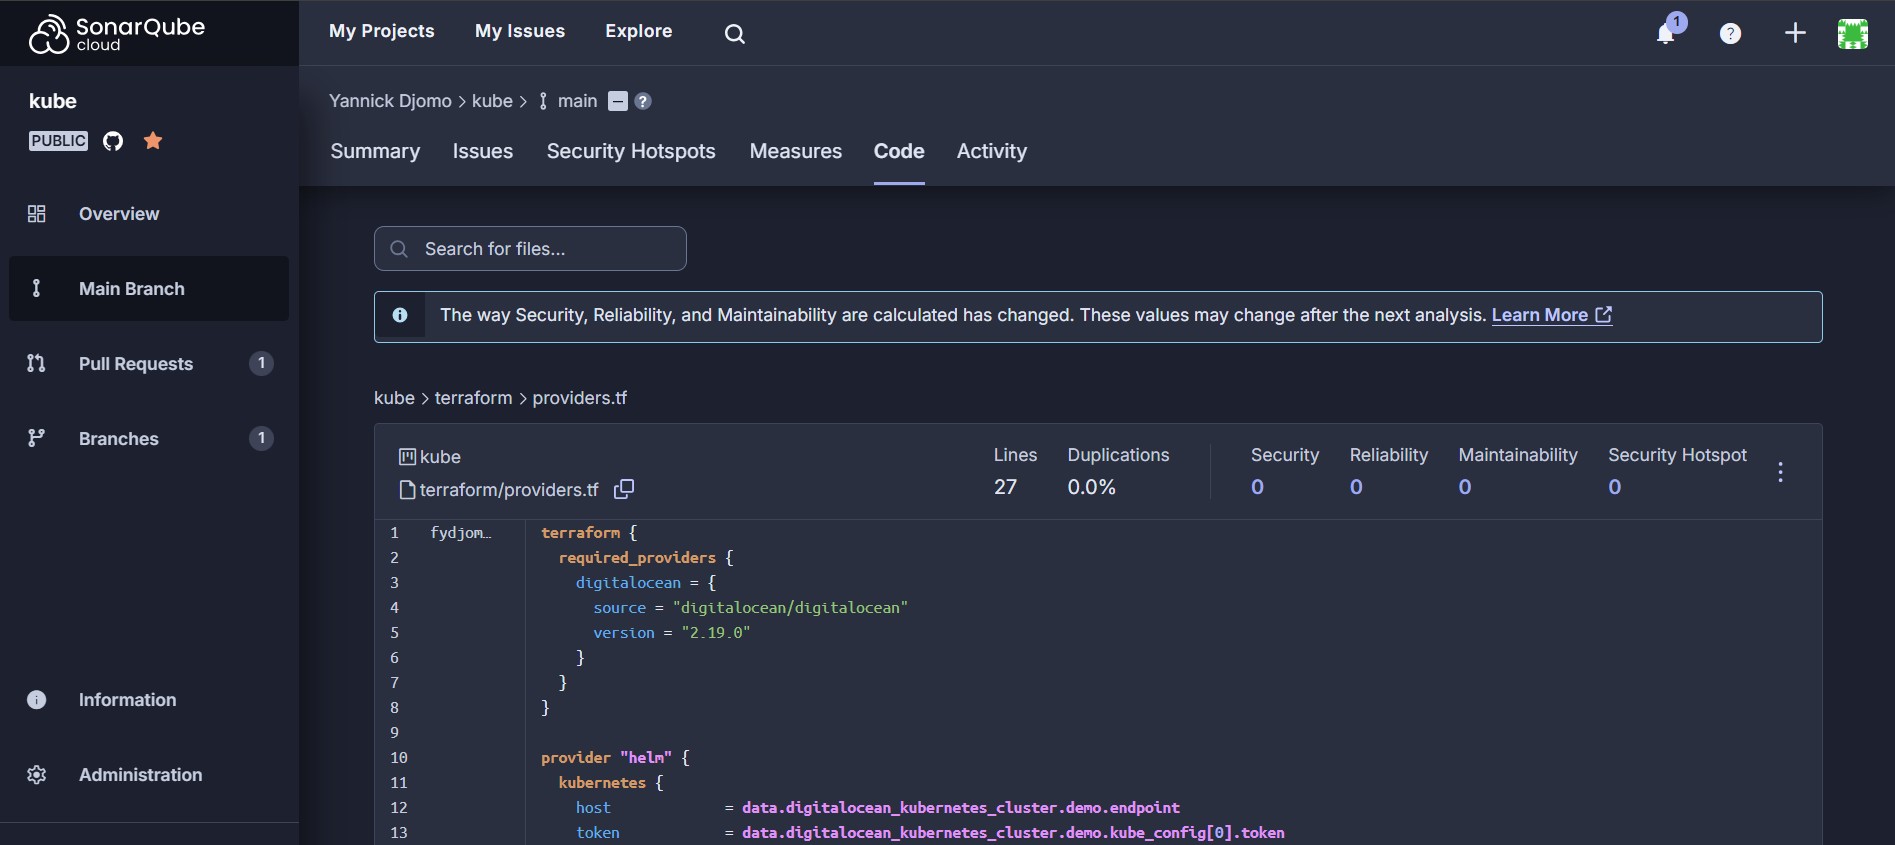 SonarQube cloud
My Projects My Issues Explore
1
?
kube
PUBLIC
Overview
Main Branch
Pull Requests 1
Branches 1
Information
Administration
Yannick Djomo > kube > main ?
Summary Issues Security Hotspots Measures Code Activity
Search for files...
The way Security, Reliability, and Maintainability are calculated has changed. These values may change after the next analysis. Learn More
kube > terraform > providers.tf
kube
terraform/providers.tf
Lines Duplications Security Reliability Maintainability Security Hotspot
27 0.0% 0 0 0 0
1 fydjom… terraform {
2 required_providers {
3 digitalocean = {
4 source = "digitalocean/digitalocean"
5 version = "2.19.0"
6 }
7 }
8 }
9
10 provider "helm" {
11 kubernetes {
12 host = data.digitalocean_kubernetes_cluster.demo.endpoint
13 token = data.digitalocean_kubernetes_cluster.demo.kube_config[0].token